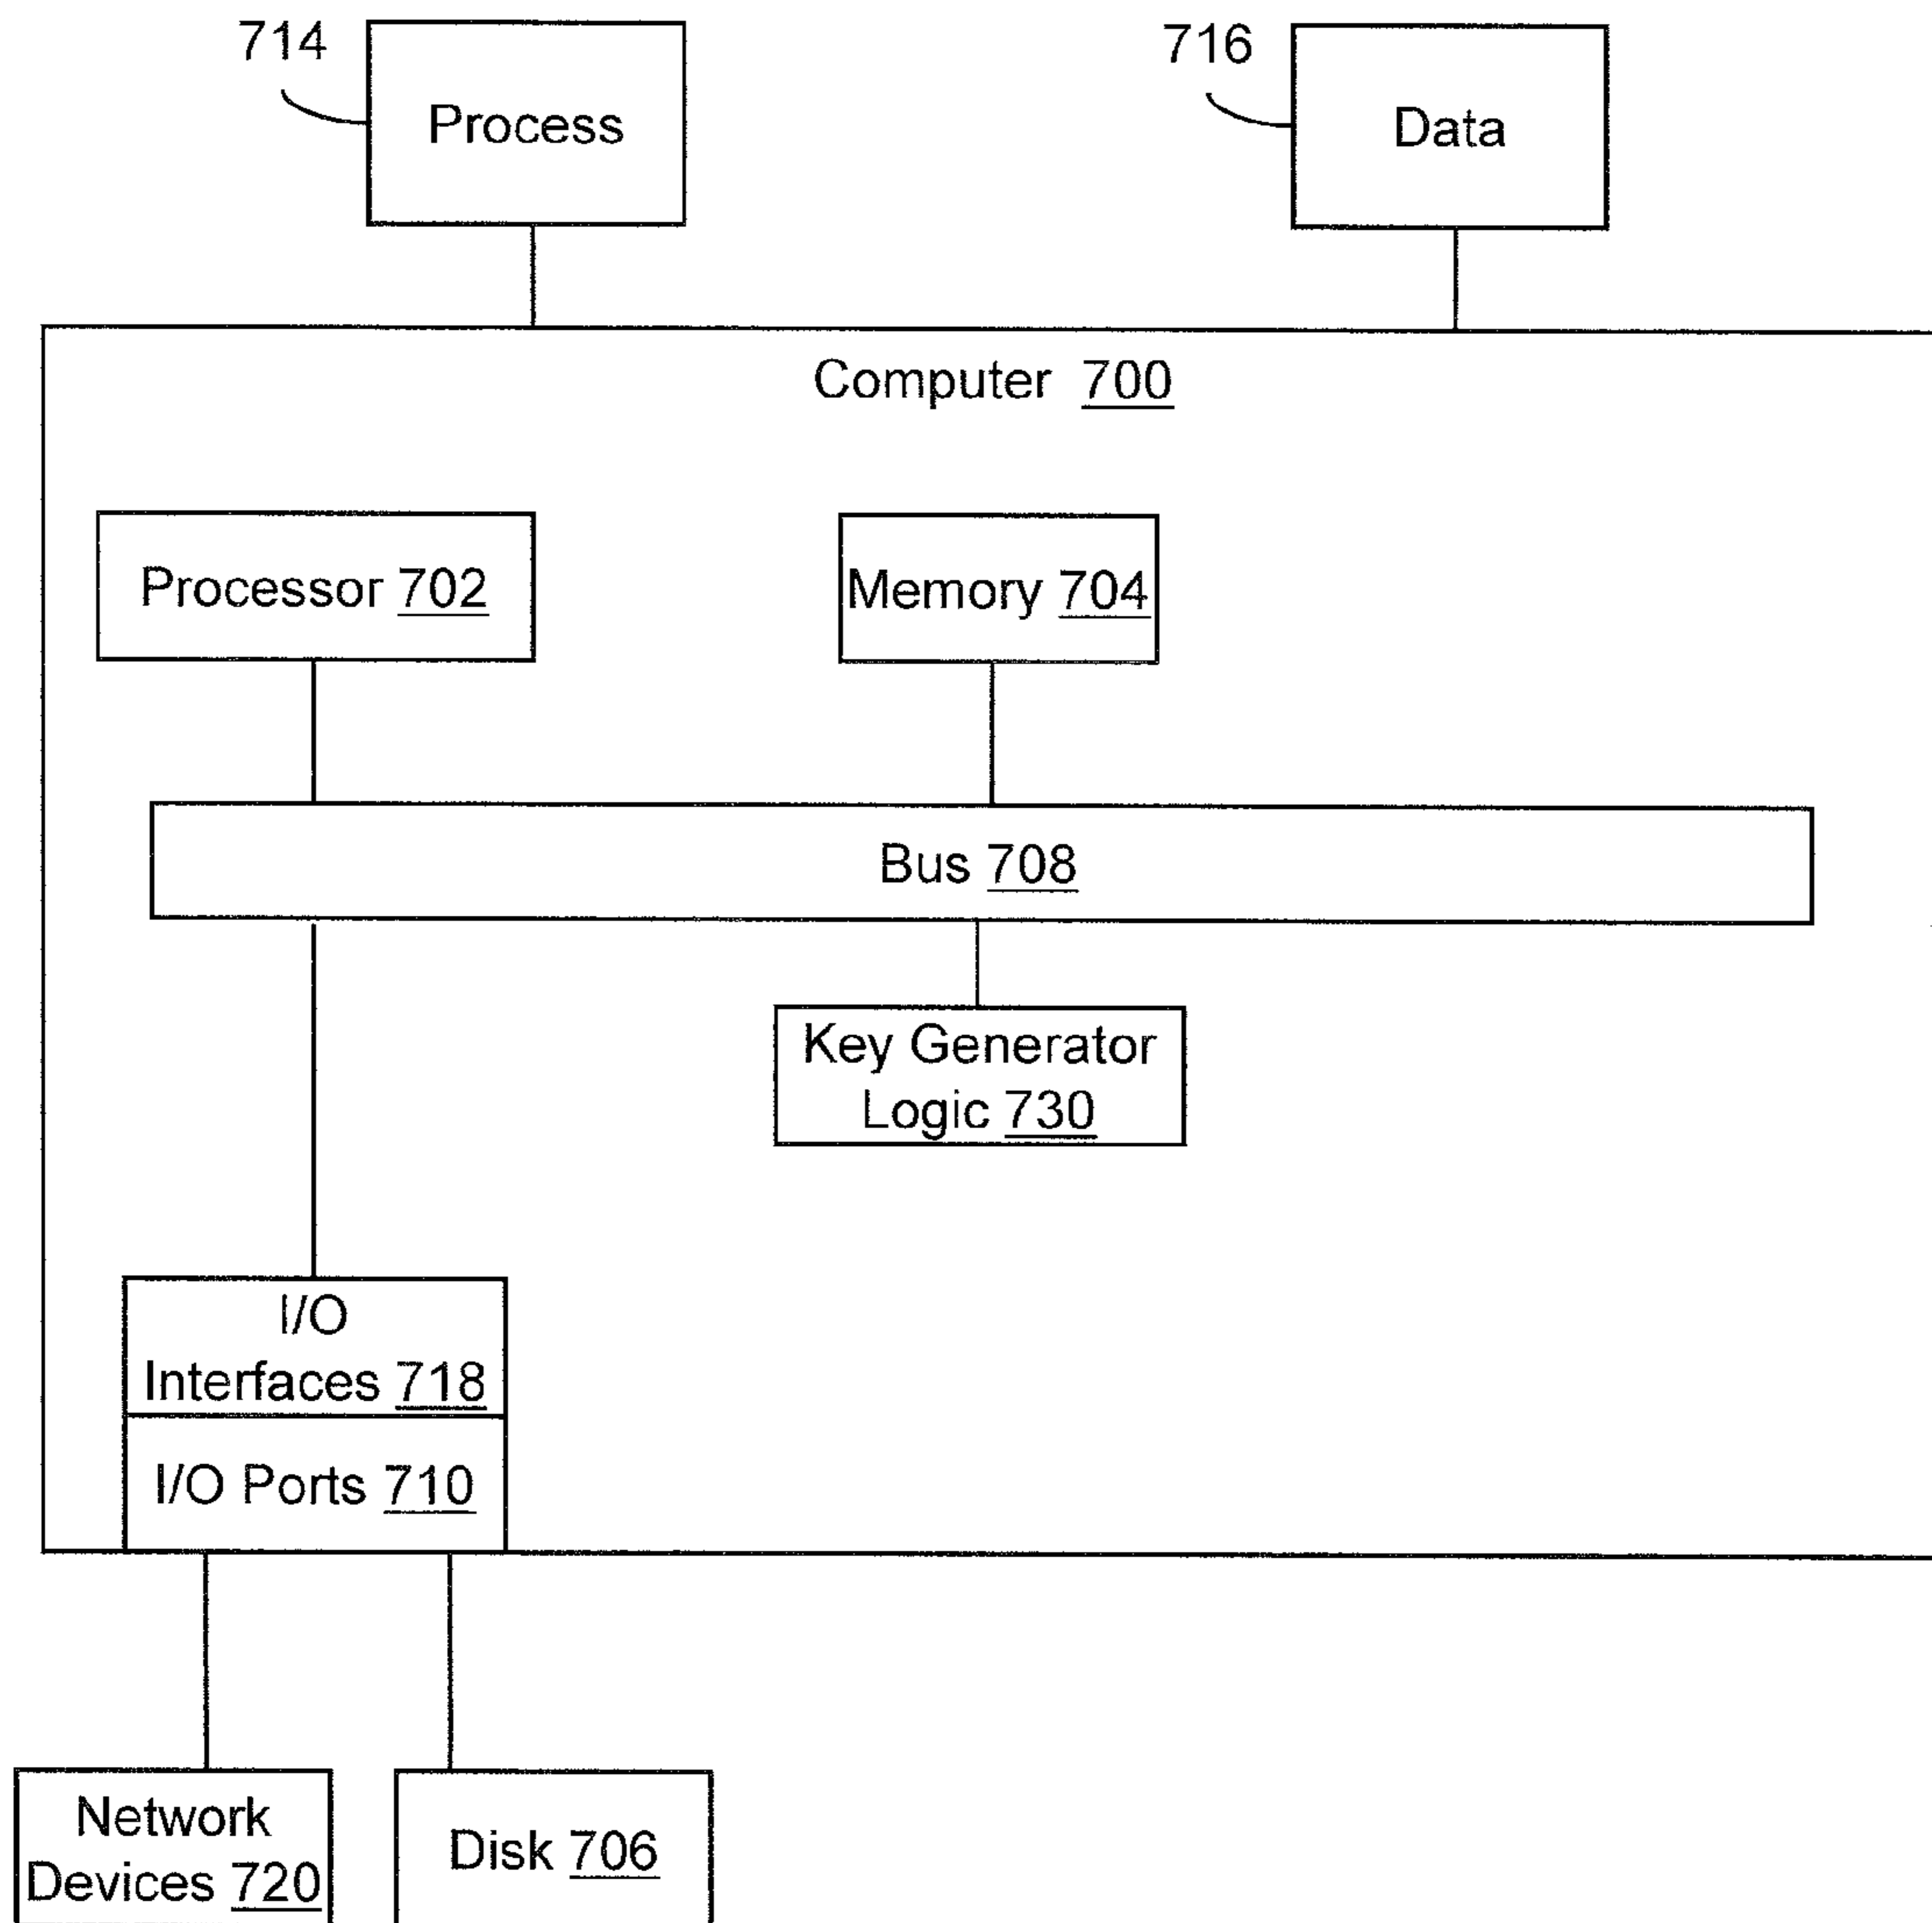 714
Process
716
Data
Computer 700
Processor 702
Memory 704
Bus 708
Key Generator
Logic 730
I/O
Interfaces 718
I/O Ports 710
Network
Devices 720
Disk 706